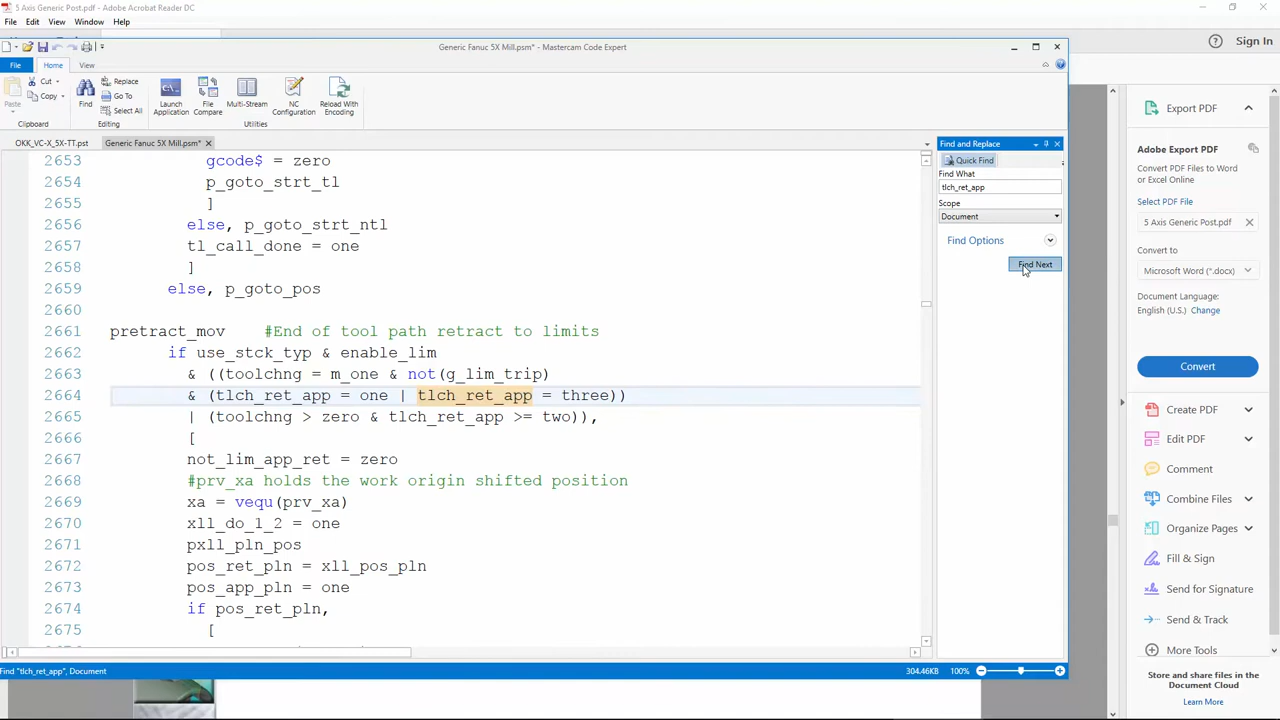 5 Axis Generic Post.pdf - Adobe Acrobat Reader DC
File Edit View Window Help
Generic Fanuc 5X Mill.psm* - Mastercam Code Expert
Sign In
File Home View
Paste
Cut
Copy
Clipboard
Find
Replace
Go To
Select All
Editing
Launch Application
File Compare
Multi-Stream
NC Configuration
Reload With Encoding
Utilities
OKK_VC-X_5X-TT.pst
Generic Fanuc 5X Mill.psm*
2653 gcode$ = zero
2654 p_goto_strt_tl
2655 ]
2656 else, p_goto_strt_ntl
2657 tl_call_done = one
2658 ]
2659 else, p_goto_pos
2660
2661 pretract_mov #End of tool path retract to limits
2662 if use_stck_typ & enable_lim
2663 & ((toolchng = m_one & not(g_lim_trip)
2664 & (tlch_ret_app = one | tlch_ret_app = three))
2665 | (toolchng > zero & tlch_ret_app >= two)),
2666 [
2667 not_lim_app_ret = zero
2668 #prv_xa holds the work origin shifted position
2669 xa = vequ(prv_xa)
2670 xll_do_1_2 = one
2671 pxll_pln_pos
2672 pos_ret_pln = xll_pos_pln
2673 pos_app_pln = one
2674 if pos_ret_pln,
2675 [
Find and Replace
Quick Find
Find What
tlch_ret_app
Scope
Document
Find Options
Find Next
Find "tlch_ret_app", Document
304.46KB 100%
Export PDF
Adobe Export PDF
Convert PDF Files to Word
or Excel Online
Select PDF File
5 Axis Generic Post.pdf
Convert to
Microsoft Word (*.docx)
Document Language:
English (U.S.) Change
Convert
Create PDF
Edit PDF
Comment
Combine Files
Organize Pages
Fill & Sign
Send for Signature
Send & Track
More Tools
Store and share files in the
Document Cloud
Learn More